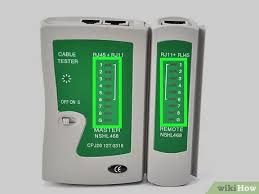 CABLE
TESTER
RJ45 + RJ11
1
2
3
4
5
6
7
8
G
OFF ON S
MASTER
NSHL468
RJ11 + RJ45
1
2
3
4
5
6
7
8
G
REMOTE
NSHL468
CE
wikiHow